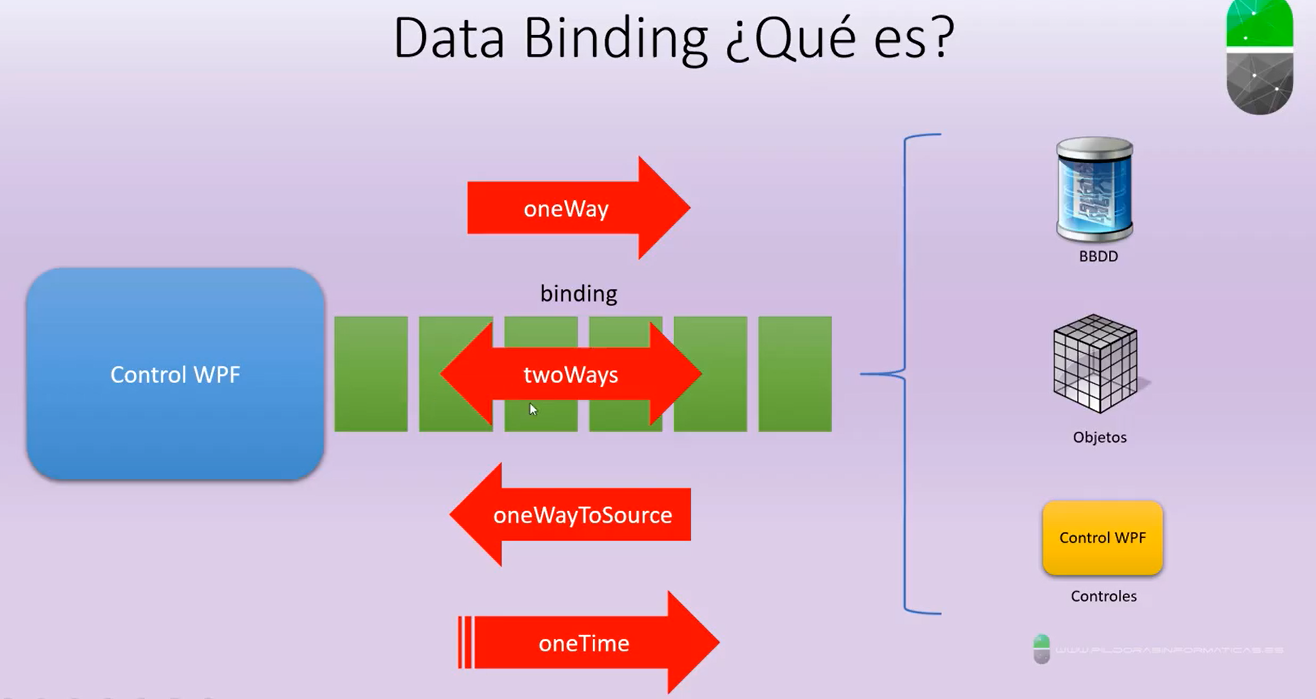 Data Binding ¿Qué es?
oneWay
binding
Control WPF
twoWays
oneWayToSource
oneTime
BBDD
Objetos
Control WPF
Controles
WWW.PILDORASINFORMATICAS.ES